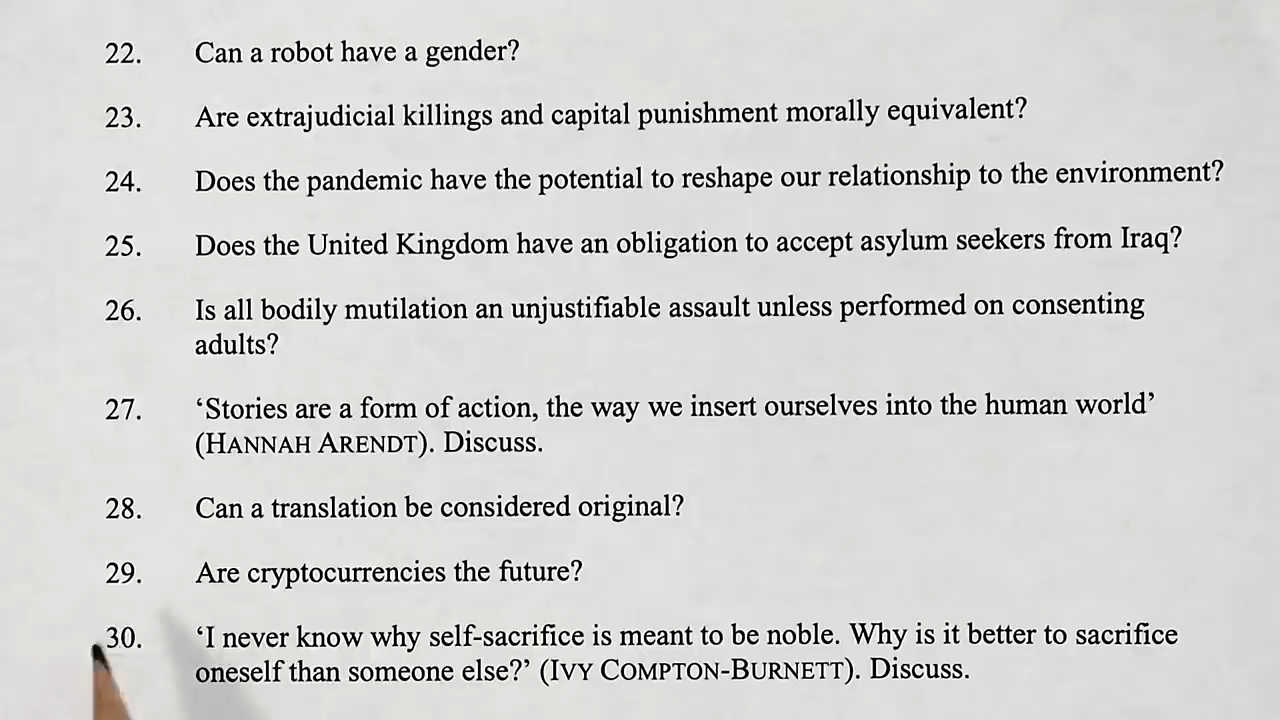 22. Can a robot have a gender?
23. Are extrajudicial killings and capital punishment morally equivalent?
24. Does the pandemic have the potential to reshape our relationship to the environment?
25. Does the United Kingdom have an obligation to accept asylum seekers from Iraq?
26. Is all bodily mutilation an unjustifiable assault unless performed on consenting
adults?
27. ‘Stories are a form of action, the way we insert ourselves into the human world’
(HANNAH ARENDT). Discuss.
28. Can a translation be considered original?
29. Are cryptocurrencies the future?
30. ‘I never know why self-sacrifice is meant to be noble. Why is it better to sacrifice
oneself than someone else?’ (IVY COMPTON-BURNETT). Discuss.